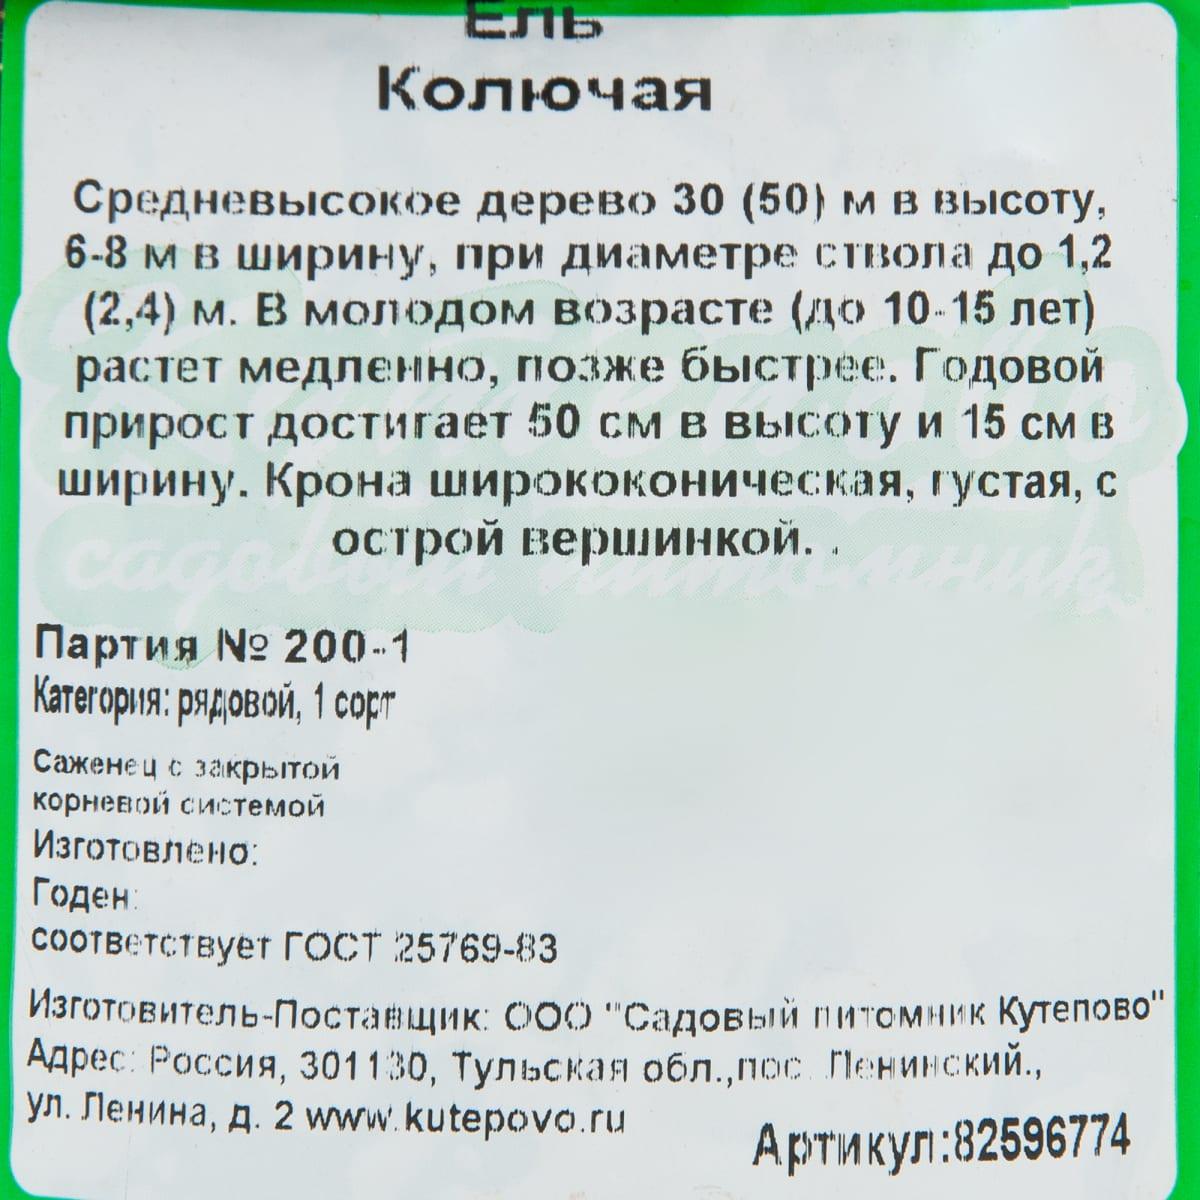 Ель
Колючая
Средневысокое дерево 30 (50) м в высоту,
6-8 м в ширину, при диаметре ствола до 1,2
(2,4) м. В молодом возрасте (до 10-15 лет)
растет медленно, позже быстрее. Годовой
прирост достигает 50 см в высоту и 15 см в
ширину. Крона ширококоническая, густая, с
острой вершинкой. .
Кутепово
садовый питомник
Партия № 200-1
Категория: рядовой, 1 сорт
Саженец с закрытой
корневой системой
Изготовлено:
Годен:
соответствует ГОСТ 25769-83
Изготовитель-Поставщик: ООО "Садовый питомник Кутепово"
Адрес: Россия, 301130, Тульская обл.,пос. Ленинский.,
ул. Ленина, д. 2 www.kutepovo.ru
Артикул:82596774